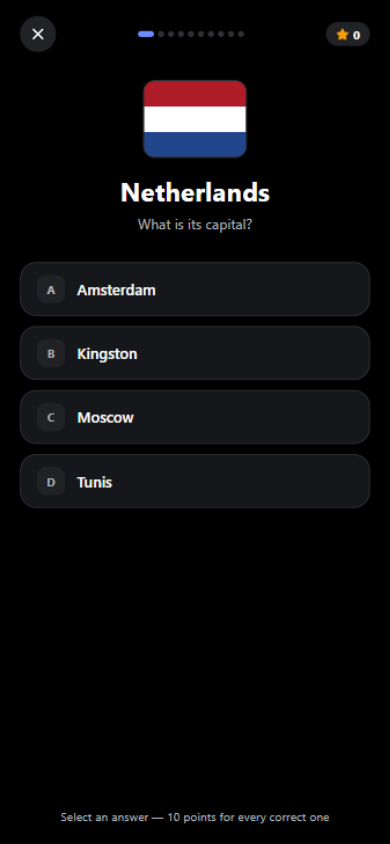 0
Netherlands
What is its capital?
A Amsterdam
B Kingston
C Moscow
D Tunis
Select an answer — 10 points for every correct one